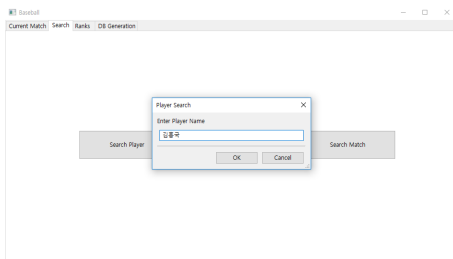 Baseball
Current Match Search Ranks DB Generation
Player Search
Enter Player Name
김종국
Search Player
Search Match
OK Cancel